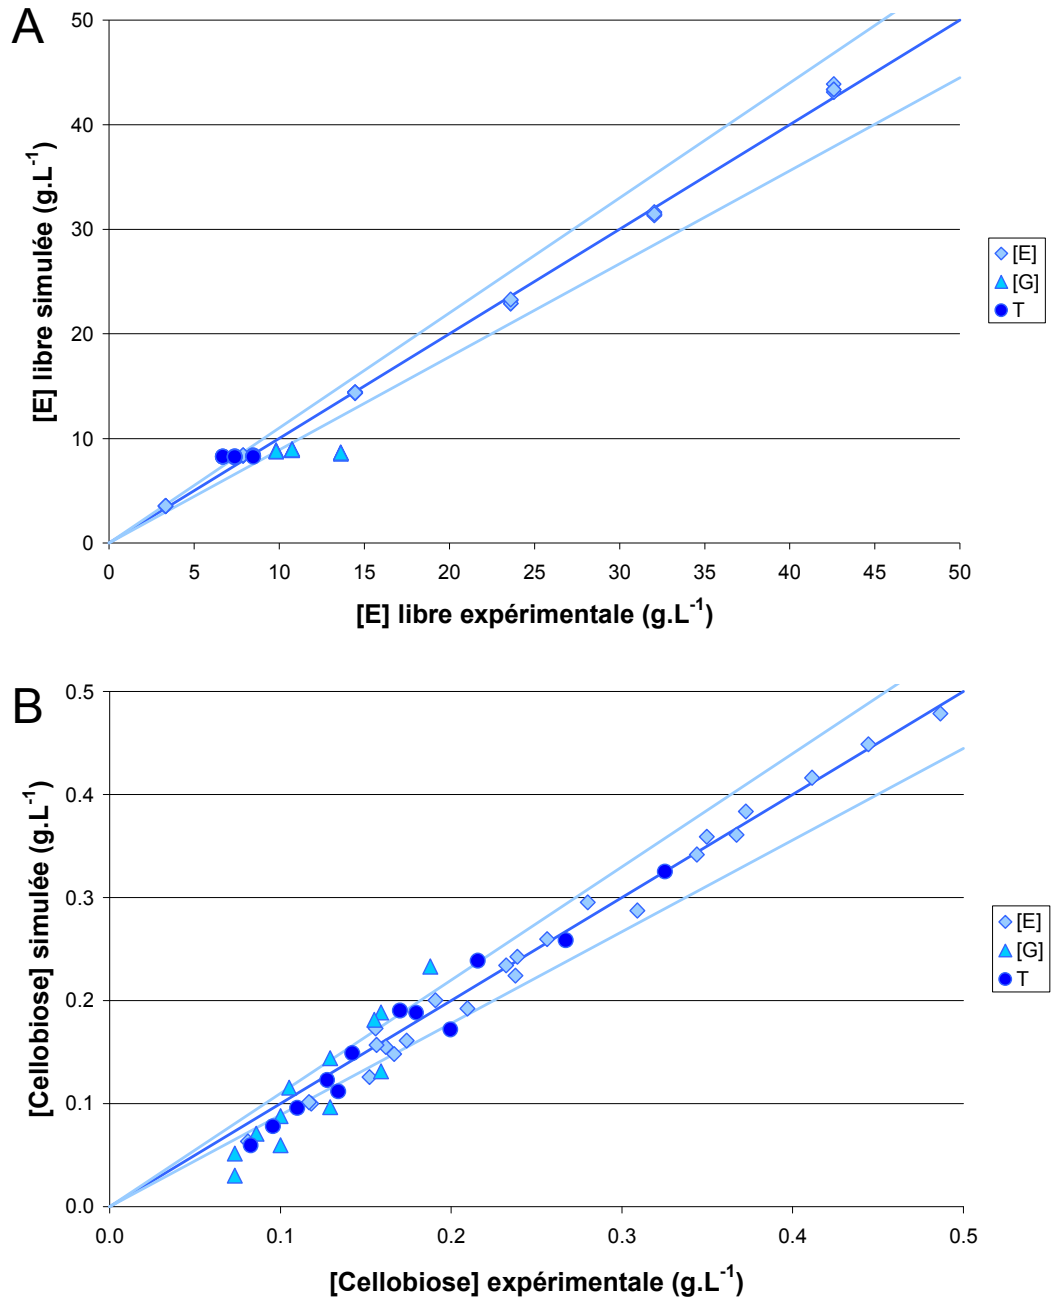 A
50
40
30
20
10
0
0 5 10 15 20 25 30 35 40 45 50
[E] libre simulée (g.L⁻¹)
[E] libre expérimentale (g.L⁻¹)
[E]
[G]
T
B
0.5
0.4
0.3
0.2
0.1
0.0
0.0 0.1 0.2 0.3 0.4 0.5
[Cellobiose] simulée (g.L⁻¹)
[Cellobiose] expérimentale (g.L⁻¹)
[E]
[G]
T